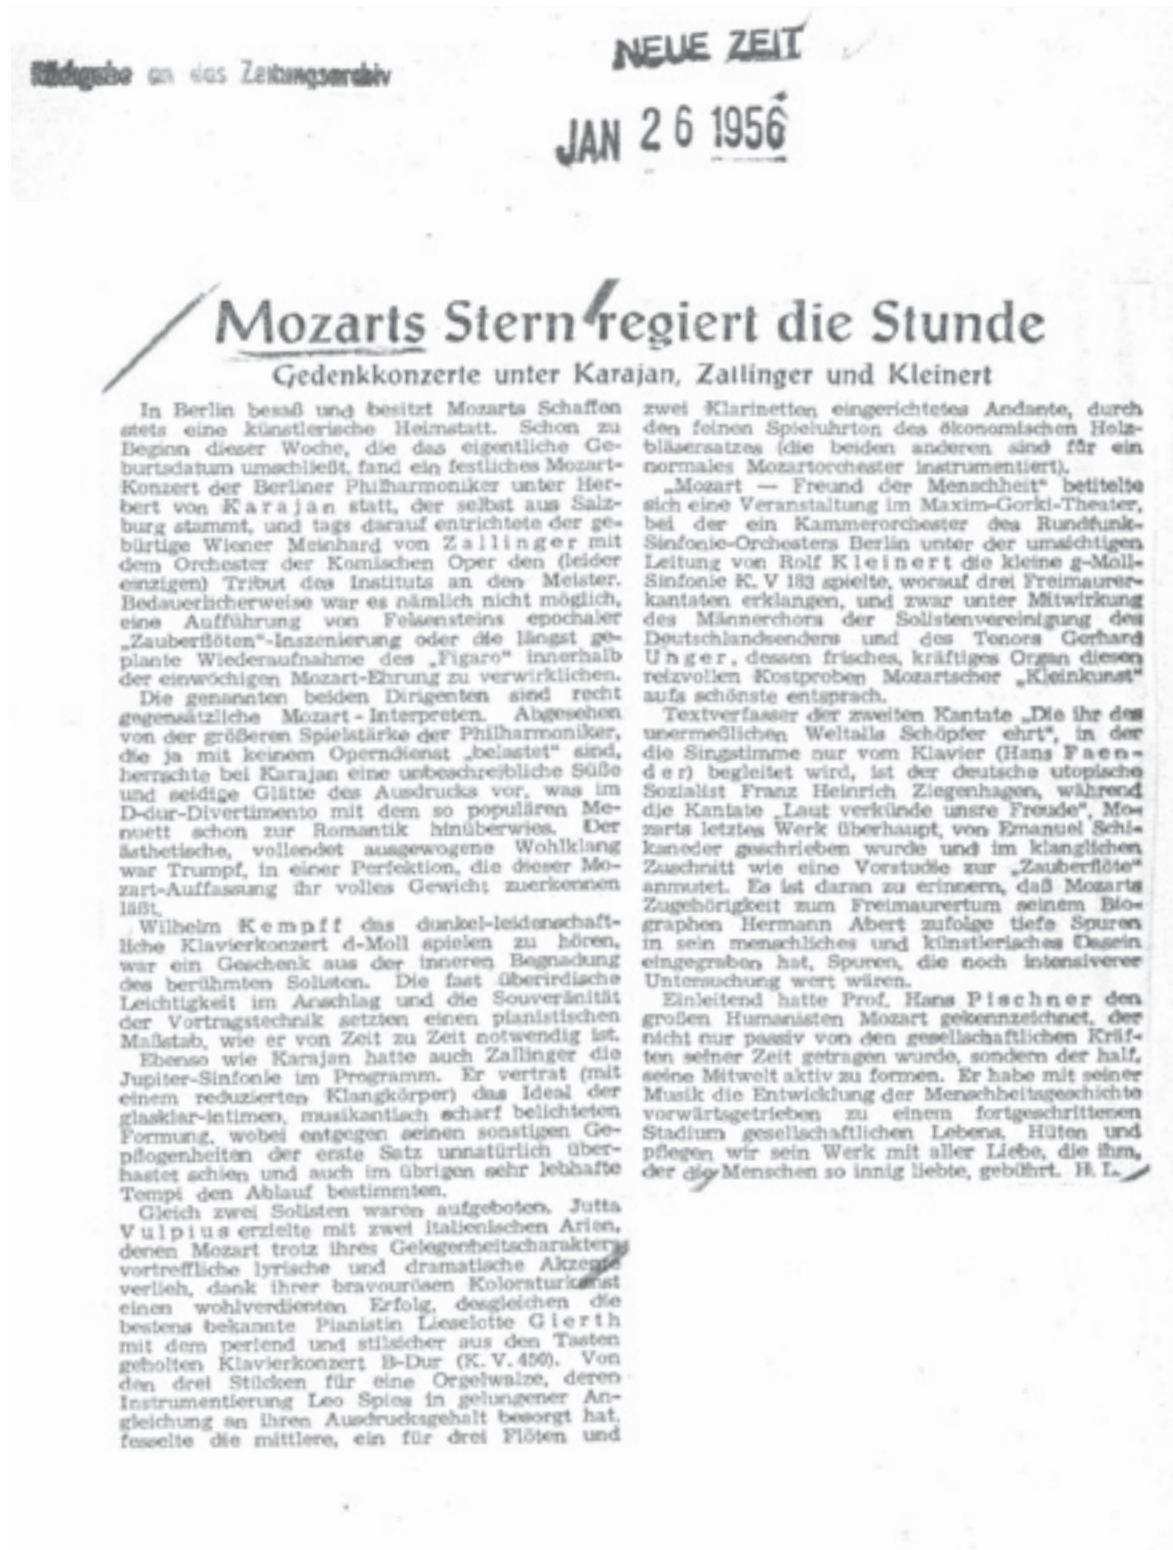 Rückgabe an das Zeitungsarchiv
NEUE ZEIT
JAN 26 1956
Mozarts Stern regiert die Stunde
Gedenkkonzerte unter Karajan, Zallinger und Kleinert
In Berlin besaß und besitzt Mozarts Schaffen
stets eine künstlerische Heimstatt. Schon zu
Beginn dieser Woche, die das eigentliche Ge-
burtsdatum umschließt, fand ein festliches Mozart-
Konzert der Berliner Philharmoniker unter Her-
bert von Karajan statt, der selbst aus Salz-
burg stammt, und tags darauf entrichtete der ge-
bürtige Wiener Meinhard von Zallinger mit
dem Orchester der Komischen Oper den (leider
einzigen) Tribut des Instituts an den Meister.
Bedauerlicherweise war es nämlich nicht möglich,
eine Aufführung von Felsensteins epochaler
„Zauberflöten“-Inszenierung oder die längst ge-
plante Wiederaufnahme des „Figaro“ innerhalb
der einwöchigen Mozart-Ehrung zu verwirklichen.
Die genannten beiden Dirigenten sind recht
gegensätzliche Mozart-Interpreten. Abgesehen
von der größeren Spielstärke der Philharmoniker,
die ja mit keinem Operndienst „belastet“ sind,
herrschte bei Karajan eine unbeschreibliche Süße
und seidige Glätte des Ausdrucks vor, was im
D-dur-Divertimento mit dem so populären Me-
nuett schon zur Romantik hinüberwies. Der
ästhetische, vollendet ausgewogene Wohlklang
war Trumpf, in einer Perfektion, die dieser Mo-
zart-Auffassung ihr volles Gewicht zuerkennen
läßt.
Wilhelm Kempff das dunkel-leidenschaft-
liche Klavierkonzert d-Moll spielen zu hören,
war ein Geschenk aus der inneren Begnadung
des berühmten Solisten. Die fast überirdische
Leichtigkeit im Anschlag und die Souveränität
der Vortragstechnik setzten einen pianistischen
Maßstab, wie er von Zeit zu Zeit notwendig ist.
Ebenso wie Karajan hatte auch Zallinger die
Jupiter-Sinfonie im Programm. Er vertrat (mit
einem reduzierten Klangkörper) das Ideal der
glasklar-intimen, musikantisch scharf belichteten
Formung, wobei entgegen seinen sonstigen Ge-
pflogenheiten der erste Satz unnatürlich über-
hastet schien und auch im übrigen sehr lebhafte
Tempi den Ablauf bestimmten.
Gleich zwei Solisten waren aufgeboten. Jutta
Vulpius erzielte mit zwei italienischen Arien,
denen Mozart trotz ihres Gelegenheitscharakters
vortreffliche lyrische und dramatische Akzente
verlieh, dank ihrer bravourösen Koloraturkunst
einen wohlverdienten Erfolg, desgleichen die
bestens bekannte Pianistin Lieselotte Gierth
mit dem perlend und stilsicher aus den Tasten
geholten Klavierkonzert B-Dur (K. V. 450). Von
den drei Stücken für eine Orgelwalze, deren
Instrumentierung Leo Spies in gelungener An-
gleichung an ihren Ausdrucksgehalt besorgt hat,
fesselte die mittlere, ein für drei Flöten und
zwei Klarinetten eingerichtetes Andante, durch
den feinen Spieluhrton des ökonomischen Holz-
bläsersatzes (die beiden anderen sind für ein
normales Mozartorchester instrumentiert).
„Mozart — Freund der Menschheit“ betitelte
sich eine Veranstaltung im Maxim-Gorki-Theater,
bei der ein Kammerorchester des Rundfunk-
Sinfonie-Orchesters Berlin unter der umsichtigen
Leitung von Rolf Kleinert die kleine g-Moll-
Sinfonie K. V 183 spielte, worauf drei Freimaurer-
kantaten erklangen, und zwar unter Mitwirkung
des Männerchors der Solistenvereinigung des
Deutschlandsenders und des Tenors Gerhard
Unger, dessen frisches, kräftiges Organ diesen
reizvollen Kostproben Mozartscher „Kleinkunst“
aufs schönste entsprach.
Textverfasser der zweiten Kantate „Die ihr des
unermeßlichen Weltalls Schöpfer ehrt“, in der
die Singstimme nur vom Klavier (Hans Faen-
der) begleitet wird, ist der deutsche utopische
Sozialist Franz Heinrich Ziegenhagen, während
die Kantate „Laut verkünde unsre Freude“, Mo-
zarts letztes Werk überhaupt, von Emanuel Schi-
kaneder geschrieben wurde und im klanglichen
Zuschnitt wie eine Vorstudie zur „Zauberflöte“
anmutet. Es ist daran zu erinnern, daß Mozarts
Zugehörigkeit zum Freimaurertum seinem Bio-
graphen Hermann Abert zufolge tiefe Spuren
in sein menschliches und künstlerisches Dasein
eingegraben hat, Spuren, die noch intensiverer
Untersuchung wert wären.
Einleitend hatte Prof. Hans Pischner den
großen Humanisten Mozart gekennzeichnet, der
nicht nur passiv von den gesellschaftlichen Kräf-
ten seiner Zeit getragen wurde, sondern der half,
seine Mitwelt aktiv zu formen. Er habe mit seiner
Musik die Entwicklung der Menschheitsgeschichte
vorwärtsgetrieben zu einem fortgeschrittenen
Stadium gesellschaftlichen Lebens. Hüten und
pflegen wir sein Werk mit aller Liebe, die ihm,
der die Menschen so innig liebte, gebührt. H. L.